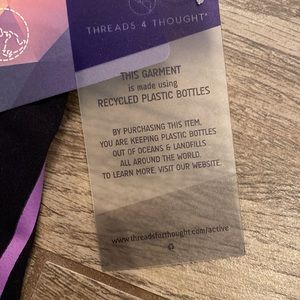 THREADS 4 THOUGHT®
THIS GARMENT
is made using
RECYCLED PLASTIC BOTTLES
BY PURCHASING THIS ITEM,
YOU ARE KEEPING PLASTIC BOTTLES
OUT OF OCEANS & LANDFILLS
ALL AROUND THE WORLD.
TO LEARN MORE, VISIT OUR WEBSITE.
www.threadsforthought.com/active